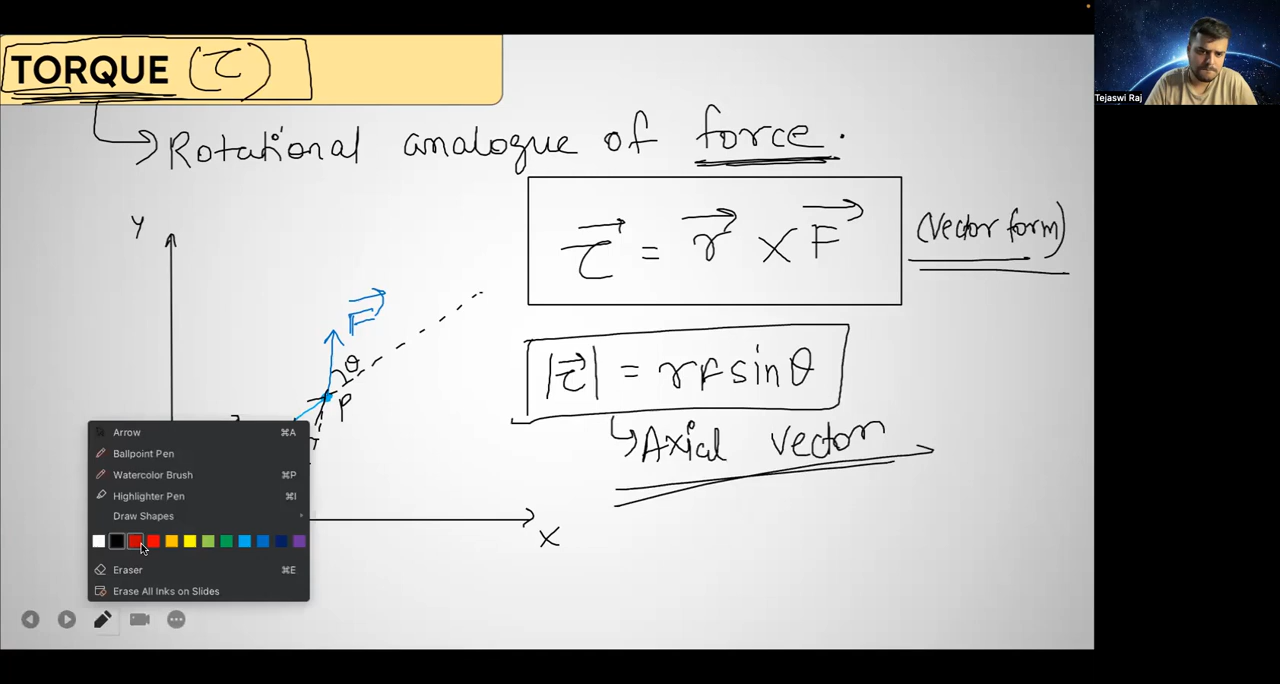 TORQUE (τ)
Tejaswi Raj
Rotational analogue of force.
τ = r × F (Vector form)
Y
F
θ
P
|τ| = rF sinθ
Axial vector
X
Arrow ⌘A
Ballpoint Pen
Watercolor Brush ⌘P
Highlighter Pen ⌘I
Draw Shapes
Eraser ⌘E
Erase All Inks on Slides